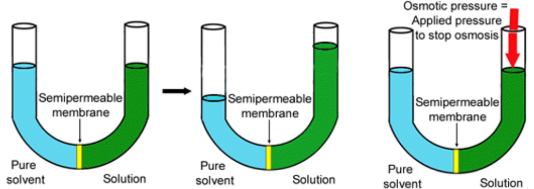 Semipermeable
membrane
Pure
solvent
Solution
Semipermeable
membrane
Pure
solvent
Solution
Osmotic pressure =
Applied pressure
to stop osmosis
Semipermeable
membrane
Pure
solvent
Solution